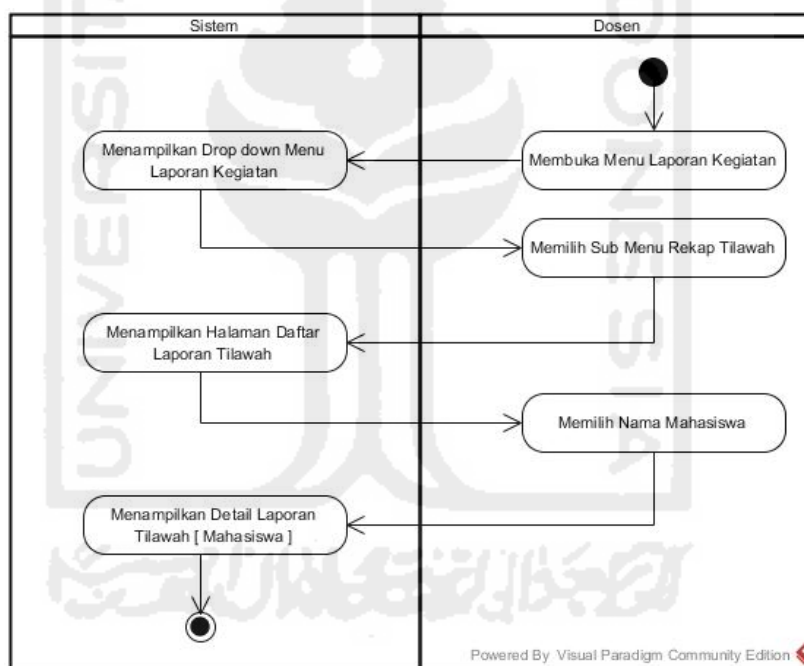 Sistem
Dosen
Membuka Menu Laporan Kegiatan
Menampilkan Drop down Menu
Laporan Kegiatan
Memilih Sub Menu Rekap Tilawah
Menampilkan Halaman Daftar
Laporan Tilawah
Memilih Nama Mahasiswa
Menampilkan Detail Laporan
Tilawah [ Mahasiswa ]
Powered By Visual Paradigm Community Edition